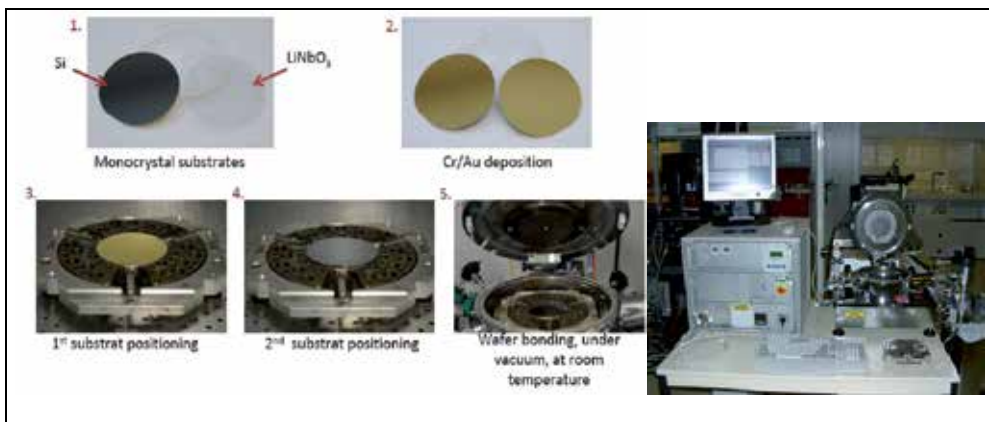 1.
Si
LiNbO₃
Monocrystal substrates
2.
Cr/Au deposition
3.
1ˢᵗ substrat positioning
4.
2ⁿᵈ substrat positioning
5.
Wafer bonding, under
vacuum, at room
temperature